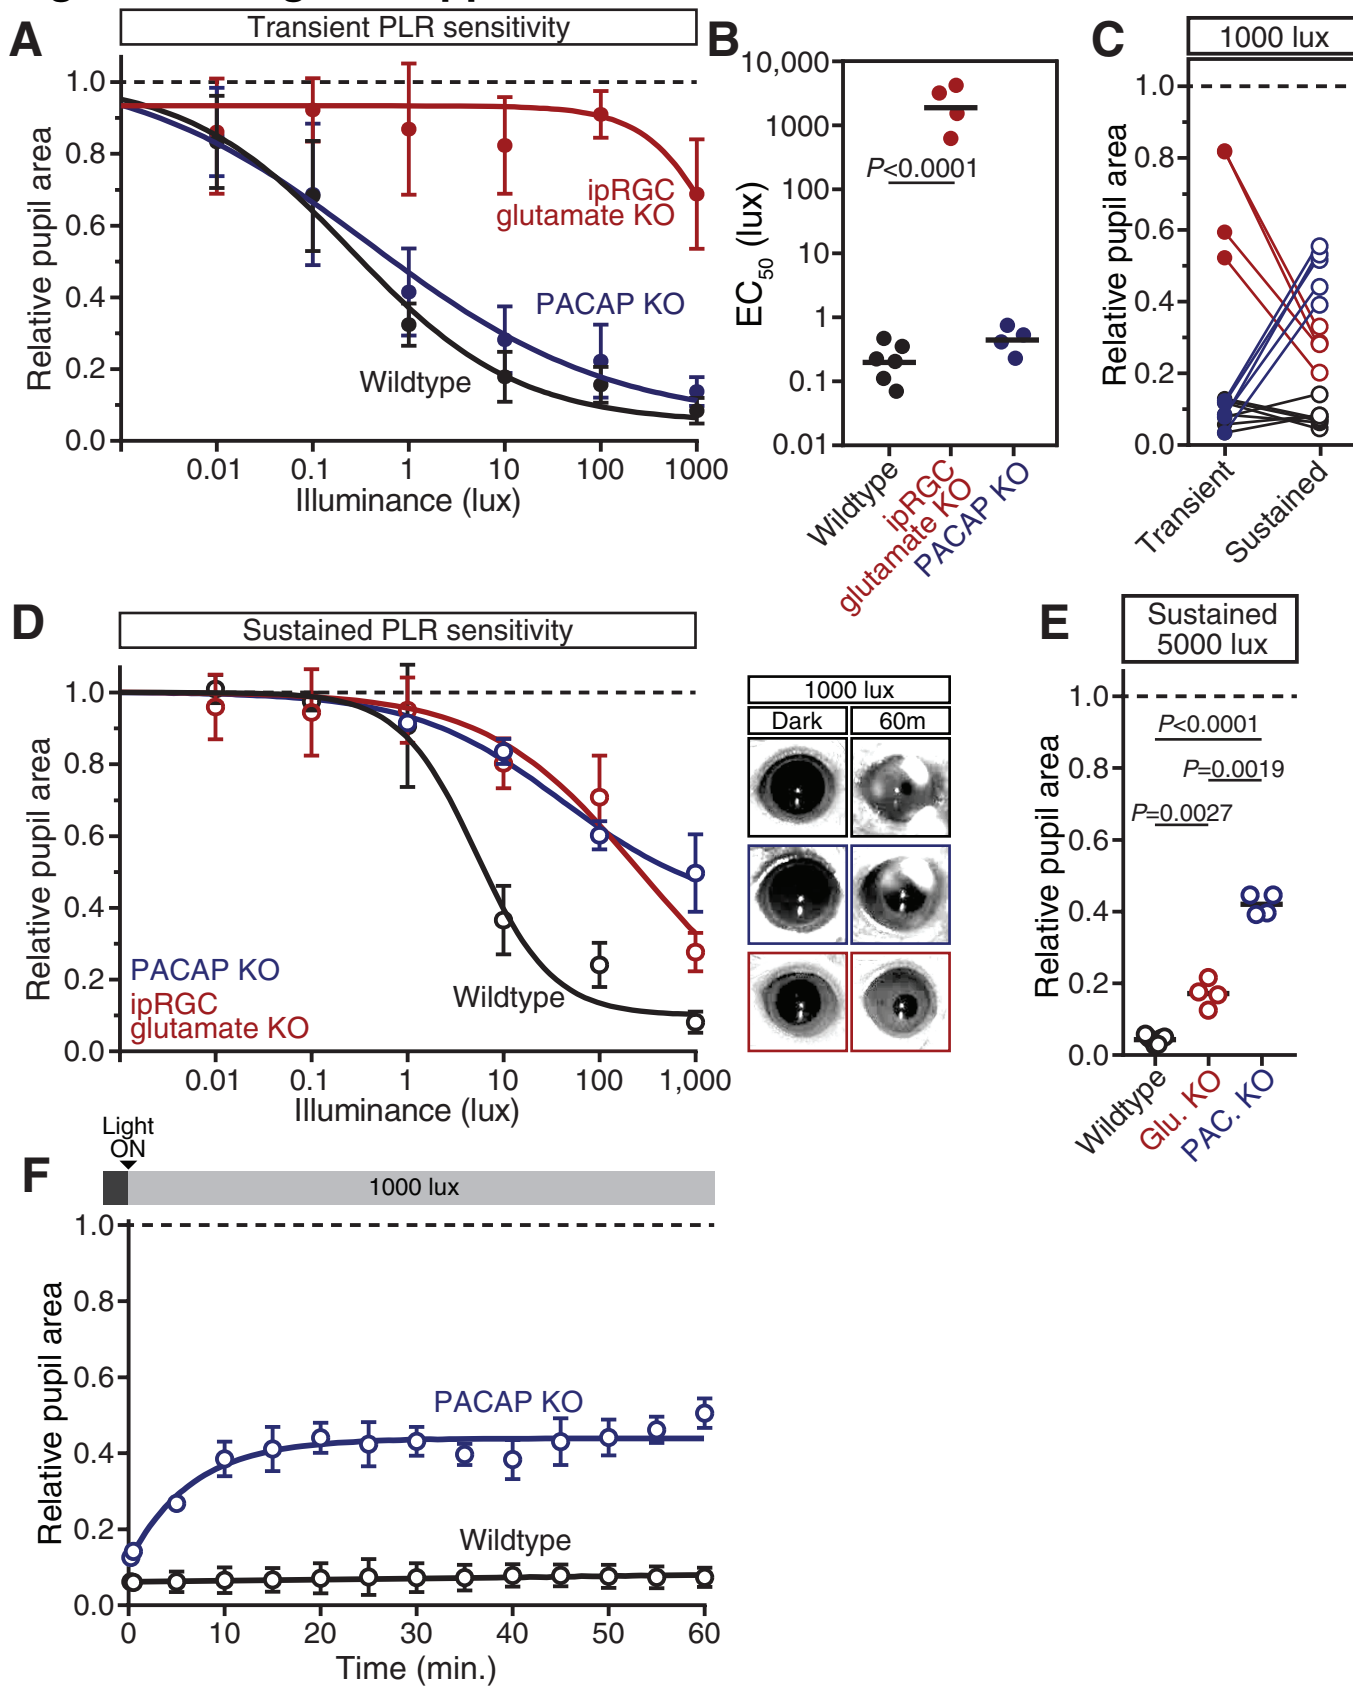 A
Transient PLR sensitivity
Relative pupil area
1.0
0.8
0.6
0.4
0.2
0.0
ipRGC
glutamate KO
PACAP KO
Wildtype
0.01 0.1 1 10 100 1000
Illuminance (lux)
B
EC50 (lux)
10,000
1000
100
10
1
0.1
0.01
P<0.0001
Wildtype
ipRGC
glutamate KO
PACAP KO
C
1000 lux
Relative pupil area
1.0
0.8
0.6
0.4
0.2
0.0
Transient
Sustained
D
Sustained PLR sensitivity
Relative pupil area
1.0
0.8
0.6
0.4
0.2
0.0
PACAP KO
ipRGC
glutamate KO
Wildtype
0.01 0.1 1 10 100 1,000
Illuminance (lux)
1000 lux
Dark 60m
E
Sustained
5000 lux
Relative pupil area
1.0
0.8
0.6
0.4
0.2
0.0
P<0.0001
P=0.0019
P=0.0027
Wildtype
Glu. KO
PAC. KO
F
Light
ON
1000 lux
Relative pupil area
1.0
0.8
0.6
0.4
0.2
0.0
PACAP KO
Wildtype
0 10 20 30 40 50 60
Time (min.)